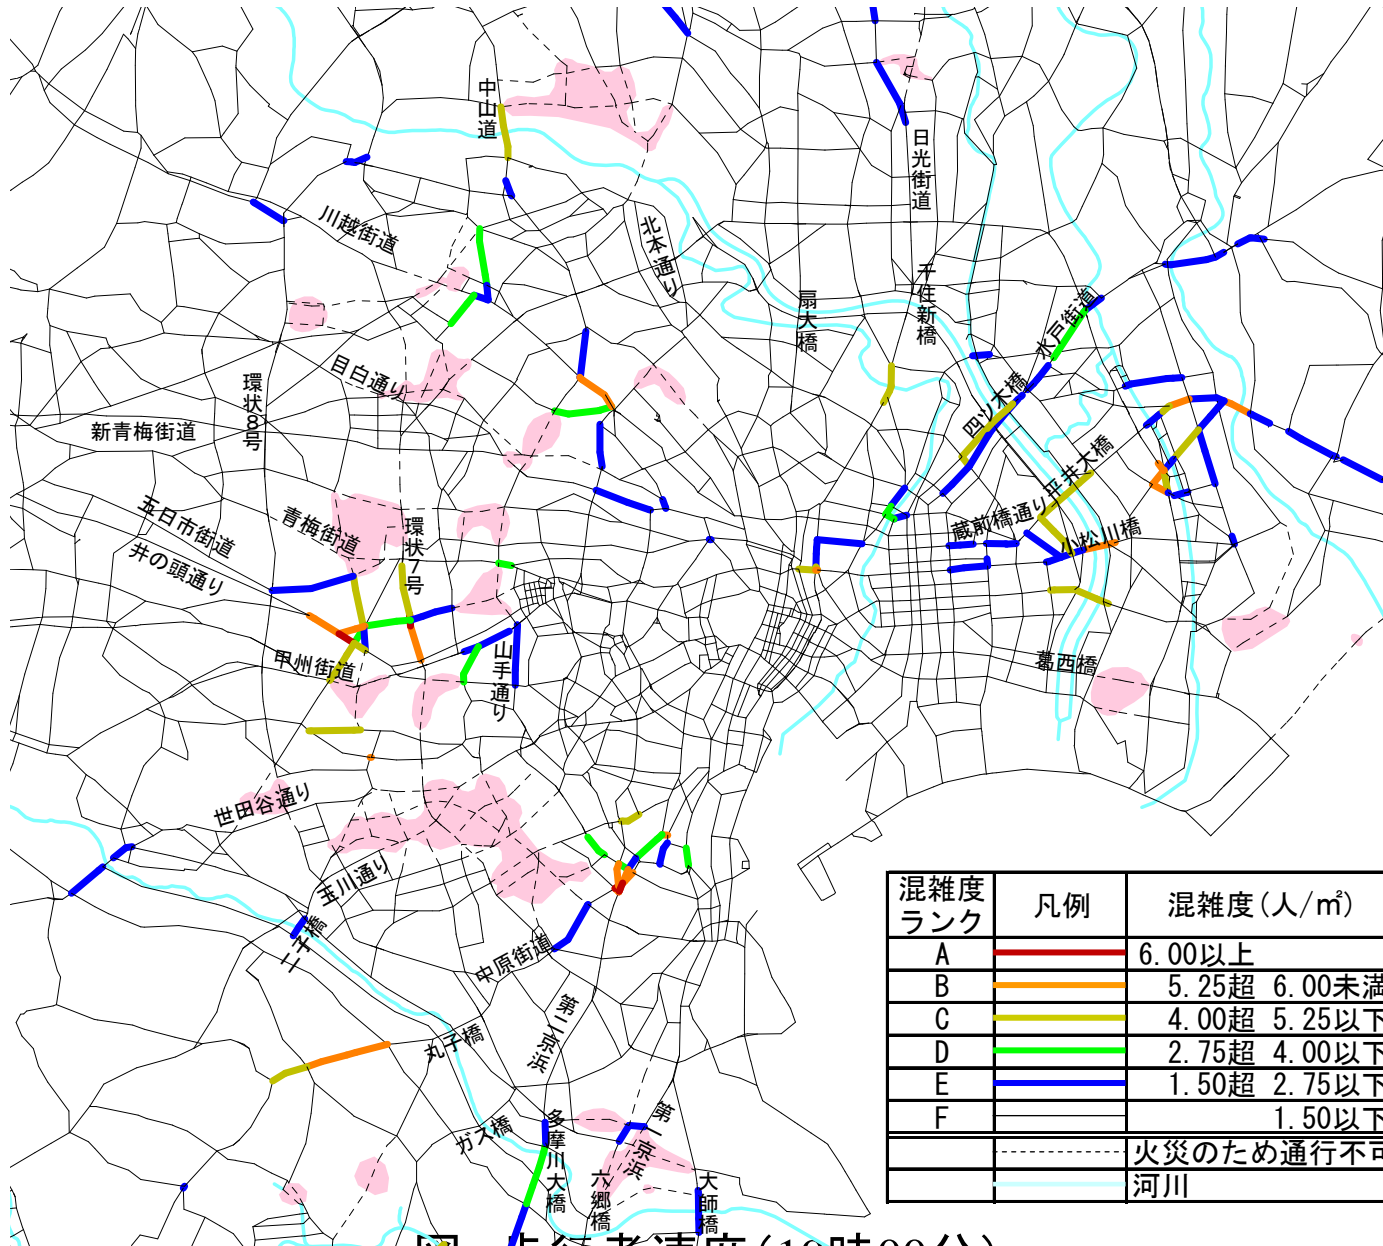 中山道
日光街道
川越街道
北本通り
千住新橋
扇大橋
水戸街道
目白通り
環状8号
四ツ木橋
新青梅街道
平井大橋
五日市街道
青梅街道
環状7号
蔵前橋通り
小松川橋
井の頭通り
甲州街道
山手通り
葛西橋
世田谷通り
玉川通り
二子橋
中原街道
第二京浜
丸子橋
ガス橋
多摩川大橋
第一京浜
六郷橋
大師橋
混雑度ランク 凡例 混雑度(人/㎡)
A 6.00以上
B 5.25超 6.00未満
C 4.00超 5.25以下
D 2.75超 4.00以下
E 1.50超 2.75以下
F 1.50以下
火災のため通行不可
河川